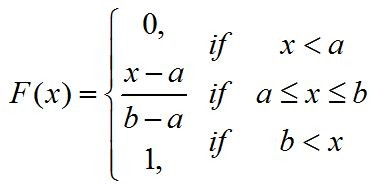 0, if x < a
F(x) = x − a / b − a if a ≤ x ≤ b
1, if b < x